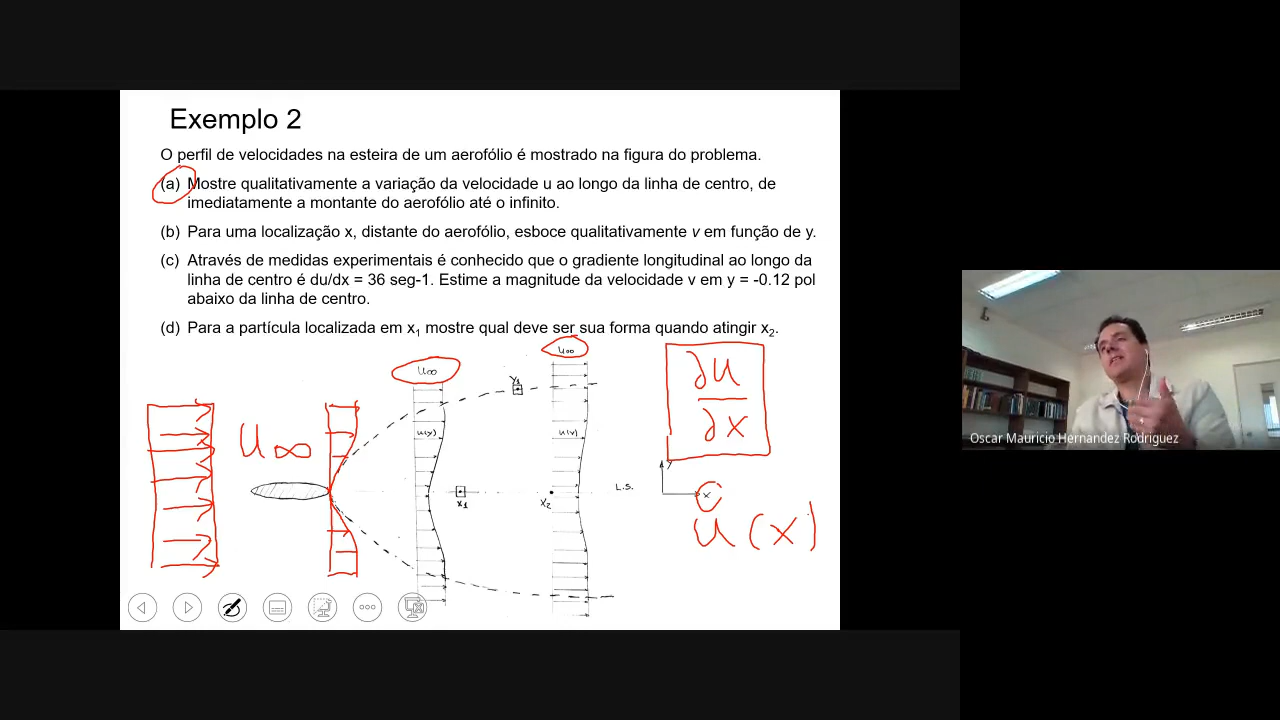 Exemplo 2
O perfil de velocidades na esteira de um aerofólio é mostrado na figura do problema.
(a) Mostre qualitativamente a variação da velocidade u ao longo da linha de centro, de
imediatamente a montante do aerofólio até o infinito.
(b) Para uma localização x, distante do aerofólio, esboce qualitativamente v em função de y.
(c) Através de medidas experimentais é conhecido que o gradiente longitudinal ao longo da
linha de centro é du/dx = 36 seg-1. Estime a magnitude da velocidade v em y = -0.12 pol
abaixo da linha de centro.
(d) Para a partícula localizada em x₁ mostre qual deve ser sua forma quando atingir x₂.
u∞
u∞
∂u
∂x
U∞
u(y)
u(y)
y
x₁
x₂
L.S.
x
u(x)
Oscar Mauricio Hernandez Rodriguez